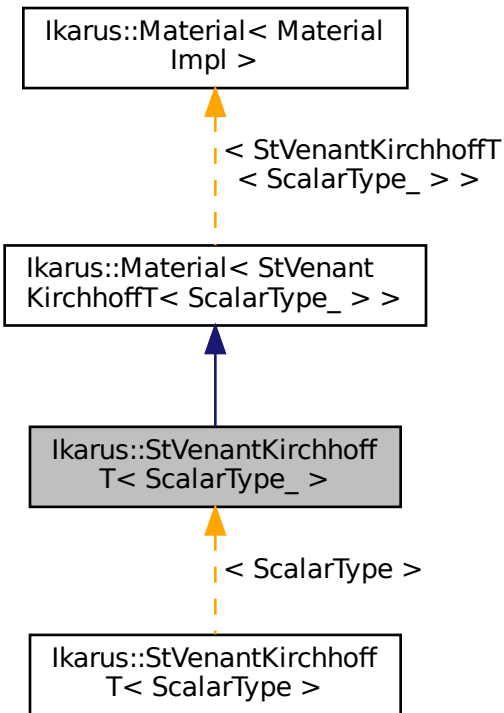 Ikarus::Material< Material
Impl >
< StVenantKirchhoffT
< ScalarType_ > >
Ikarus::Material< StVenant
KirchhoffT< ScalarType_ > >
Ikarus::StVenantKirchhoff
T< ScalarType_ >
< ScalarType >
Ikarus::StVenantKirchhoff
T< ScalarType >